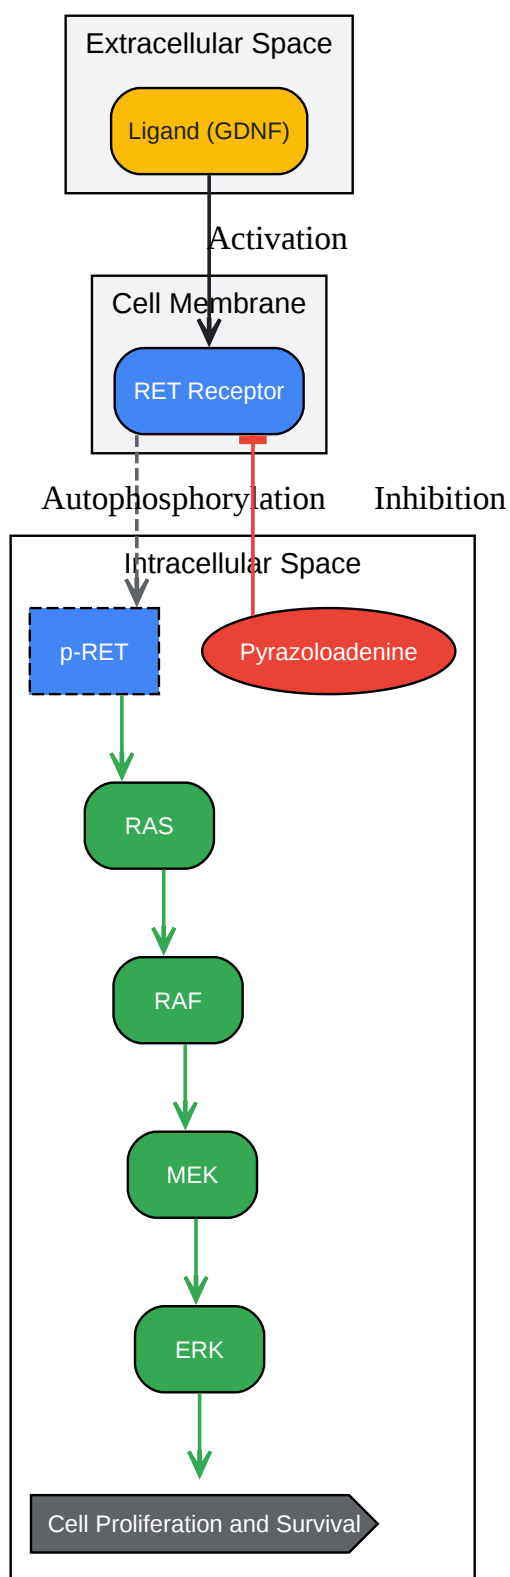 Extracellular Space
Ligand (GDNF)
Activation
Cell Membrane
RET Receptor
Autophosphorylation
Inhibition
Intracellular Space
p-RET
Pyrazoloadenine
RAS
RAF
MEK
ERK
Cell Proliferation and Survival